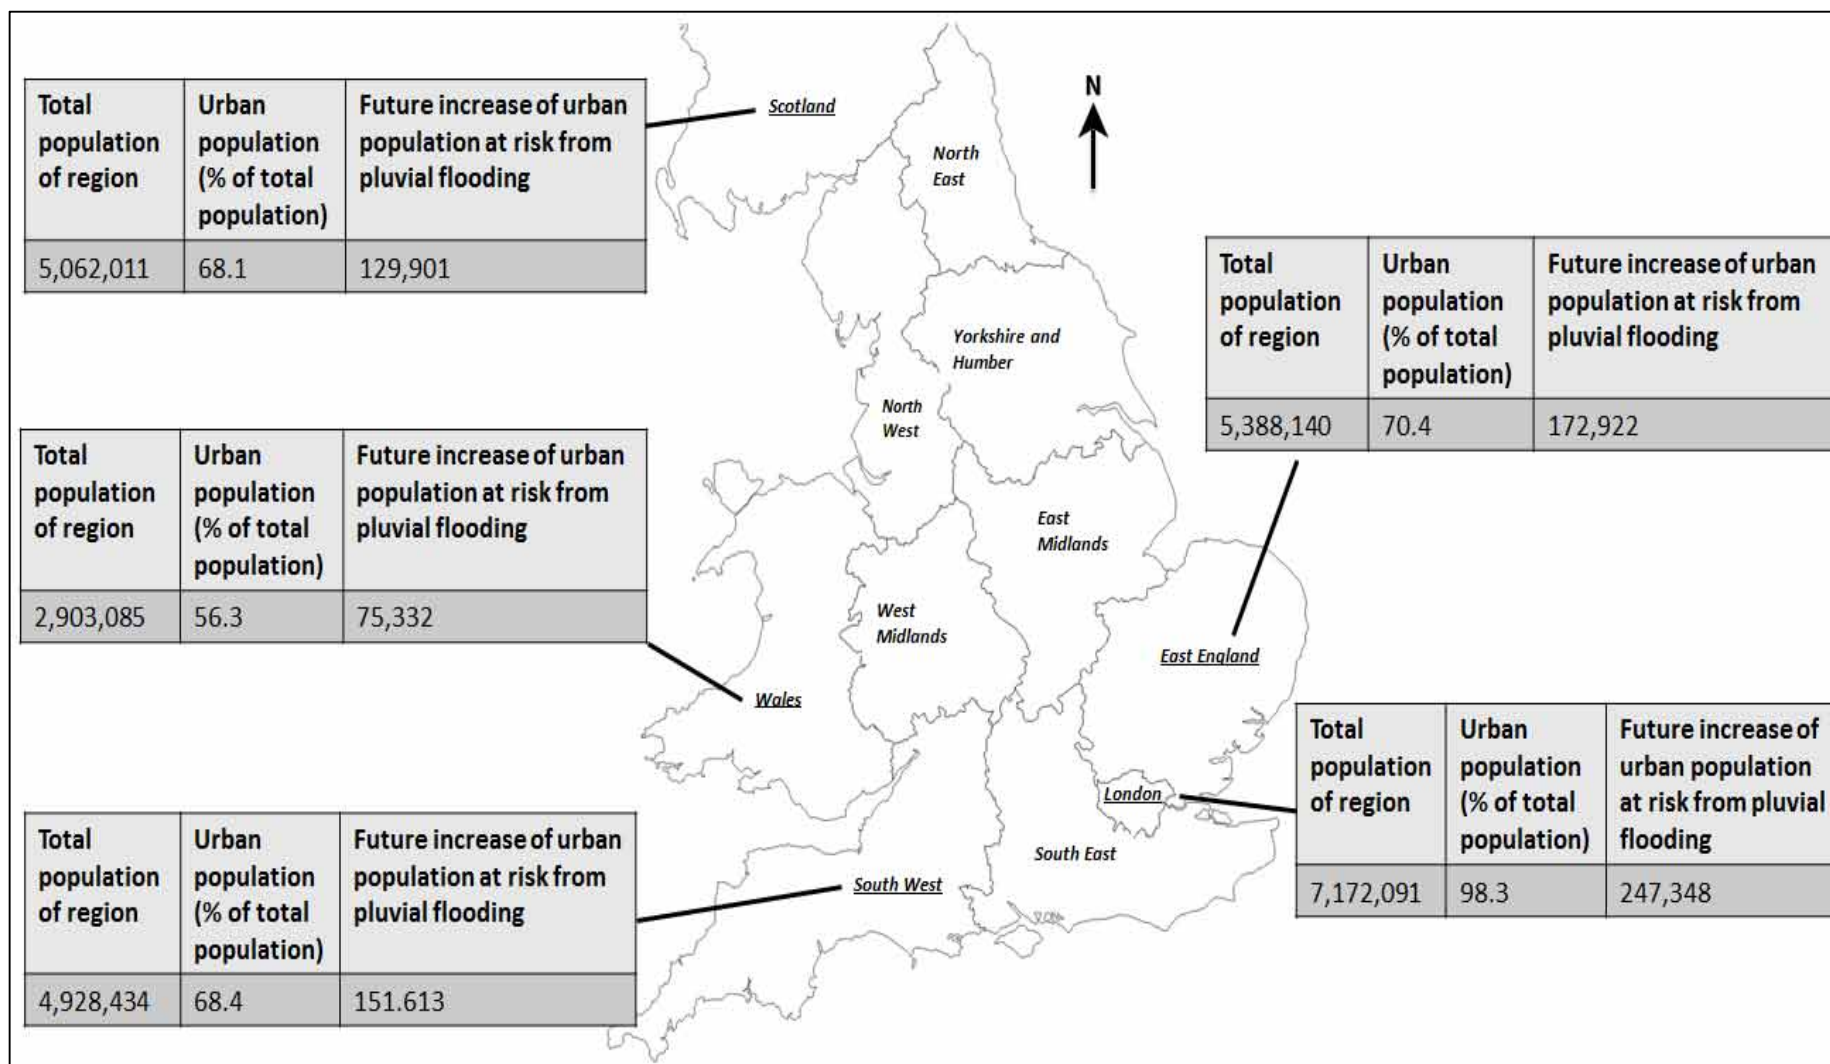 Total
population
of region
Urban
population
(% of total
population)
Future increase of urban
population at risk from
pluvial flooding
5,062,011
68.1
129,901
Scotland
N
North
East
Total
population
of region
Urban
population
(% of total
population)
Future increase of urban
population at risk from
pluvial flooding
5,388,140
70.4
172,922
Yorkshire and
Humber
North
West
Total
population
of region
Urban
population
(% of total
population)
Future increase of urban
population at risk from
pluvial flooding
2,903,085
56.3
75,332
East
Midlands
West
Midlands
East England
Wales
Total
population
of region
Urban
population
(% of total
population)
Future increase of
urban population
at risk from pluvial
flooding
7,172,091
98.3
247,348
London
South East
South West
Total
population
of region
Urban
population
(% of total
population)
Future increase of urban
population at risk from
pluvial flooding
4,928,434
68.4
151.613